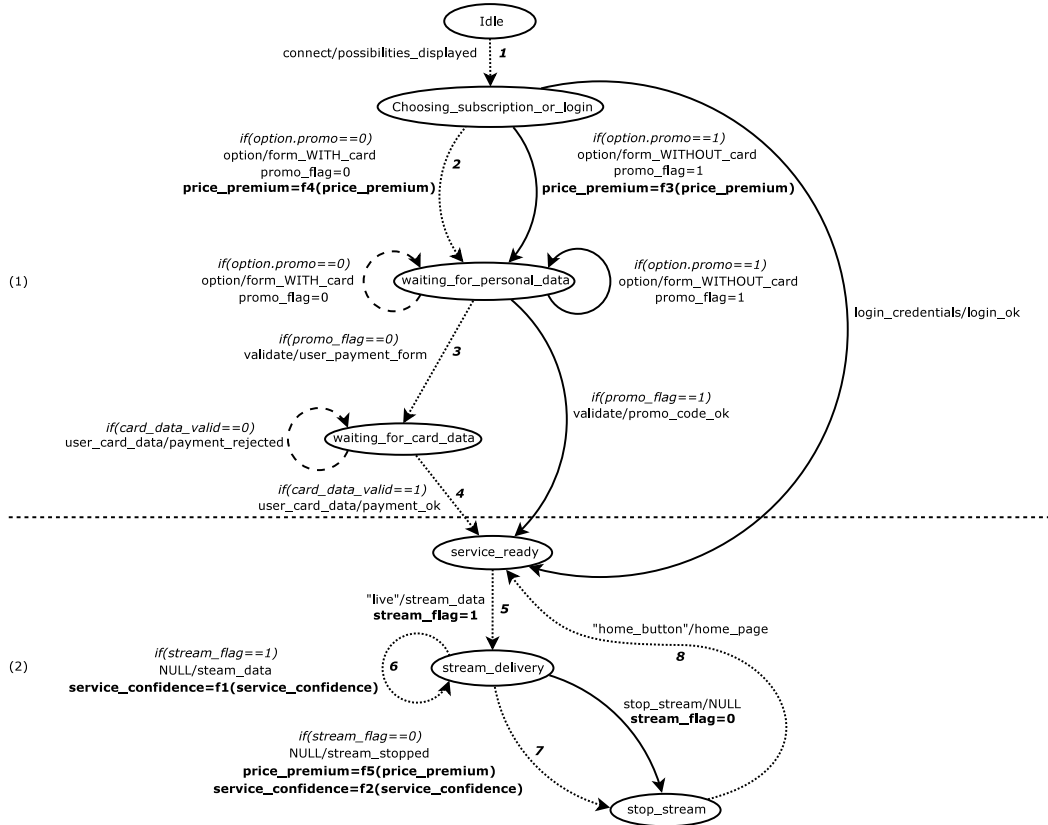 Idle
connect/possibilities_displayed
1
Choosing_subscription_or_login
if(option.promo==0)
option/form_WITH_card
promo_flag=0
price_premium=f4(price_premium)
2
if(option.promo==1)
option/form_WITHOUT_card
promo_flag=1
price_premium=f3(price_premium)
(1)
if(option.promo==0)
option/form_WITH_card
promo_flag=0
waiting_for_personal_data
if(option.promo==1)
option/form_WITHOUT_card
promo_flag=1
login_credentials/login_ok
if(promo_flag==0)
validate/user_payment_form
3
if(promo_flag==1)
validate/promo_code_ok
if(card_data_valid==0)
user_card_data/payment_rejected
waiting_for_card_data
if(card_data_valid==1)
user_card_data/payment_ok
4
service_ready
"live"/stream_data
stream_flag=1
5
"home_button"/home_page
8
(2)
if(stream_flag==1)
NULL/steam_data
service_confidence=f1(service_confidence)
6
stream_delivery
stop_stream/NULL
stream_flag=0
if(stream_flag==0)
NULL/stream_stopped
price_premium=f5(price_premium)
service_confidence=f2(service_confidence)
7
stop_stream